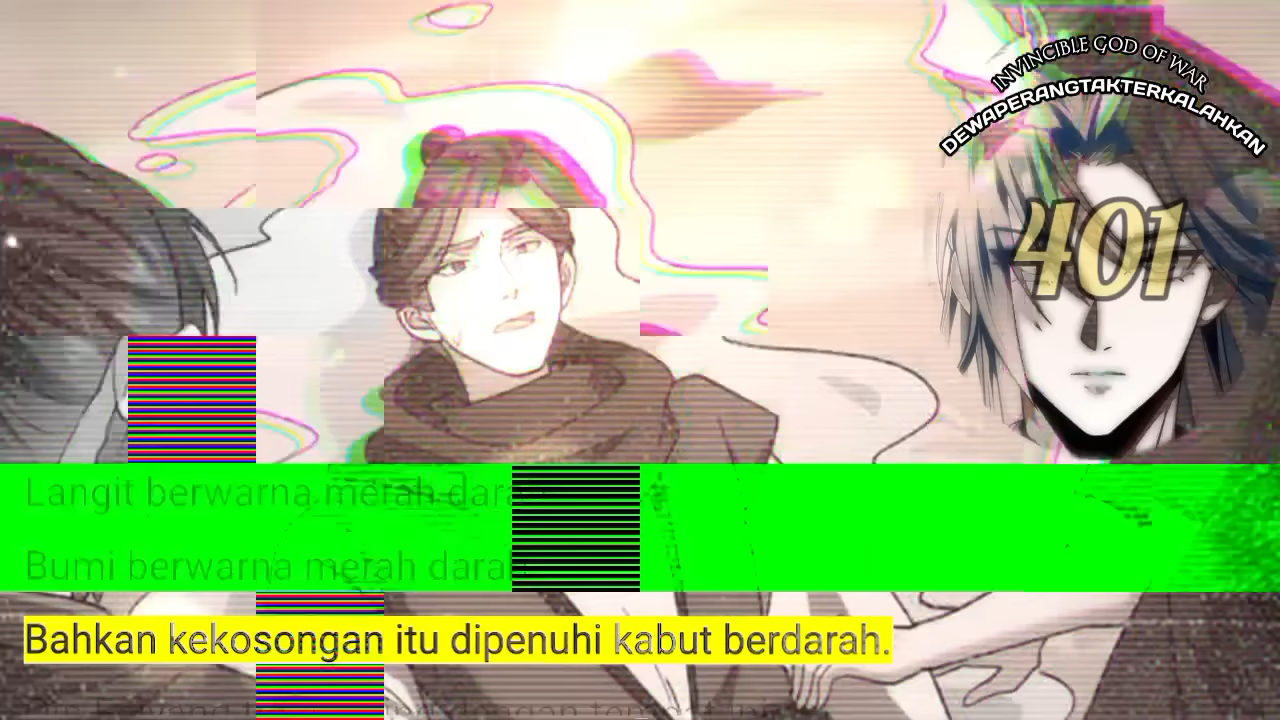 INVINCIBLE GOD OF WAR
DEWAPERANGTAKTERKALAHKAN
401
Langit berwarna merah darah
Bumi berwarna merah darah
Bahkan kekosongan itu dipenuhi kabut berdarah.